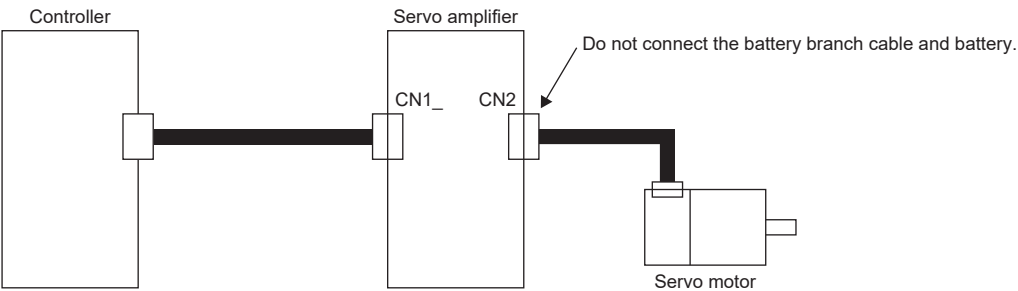 Controller
Servo amplifier
Do not connect the battery branch cable and battery.
CN1_
CN2
Servo motor